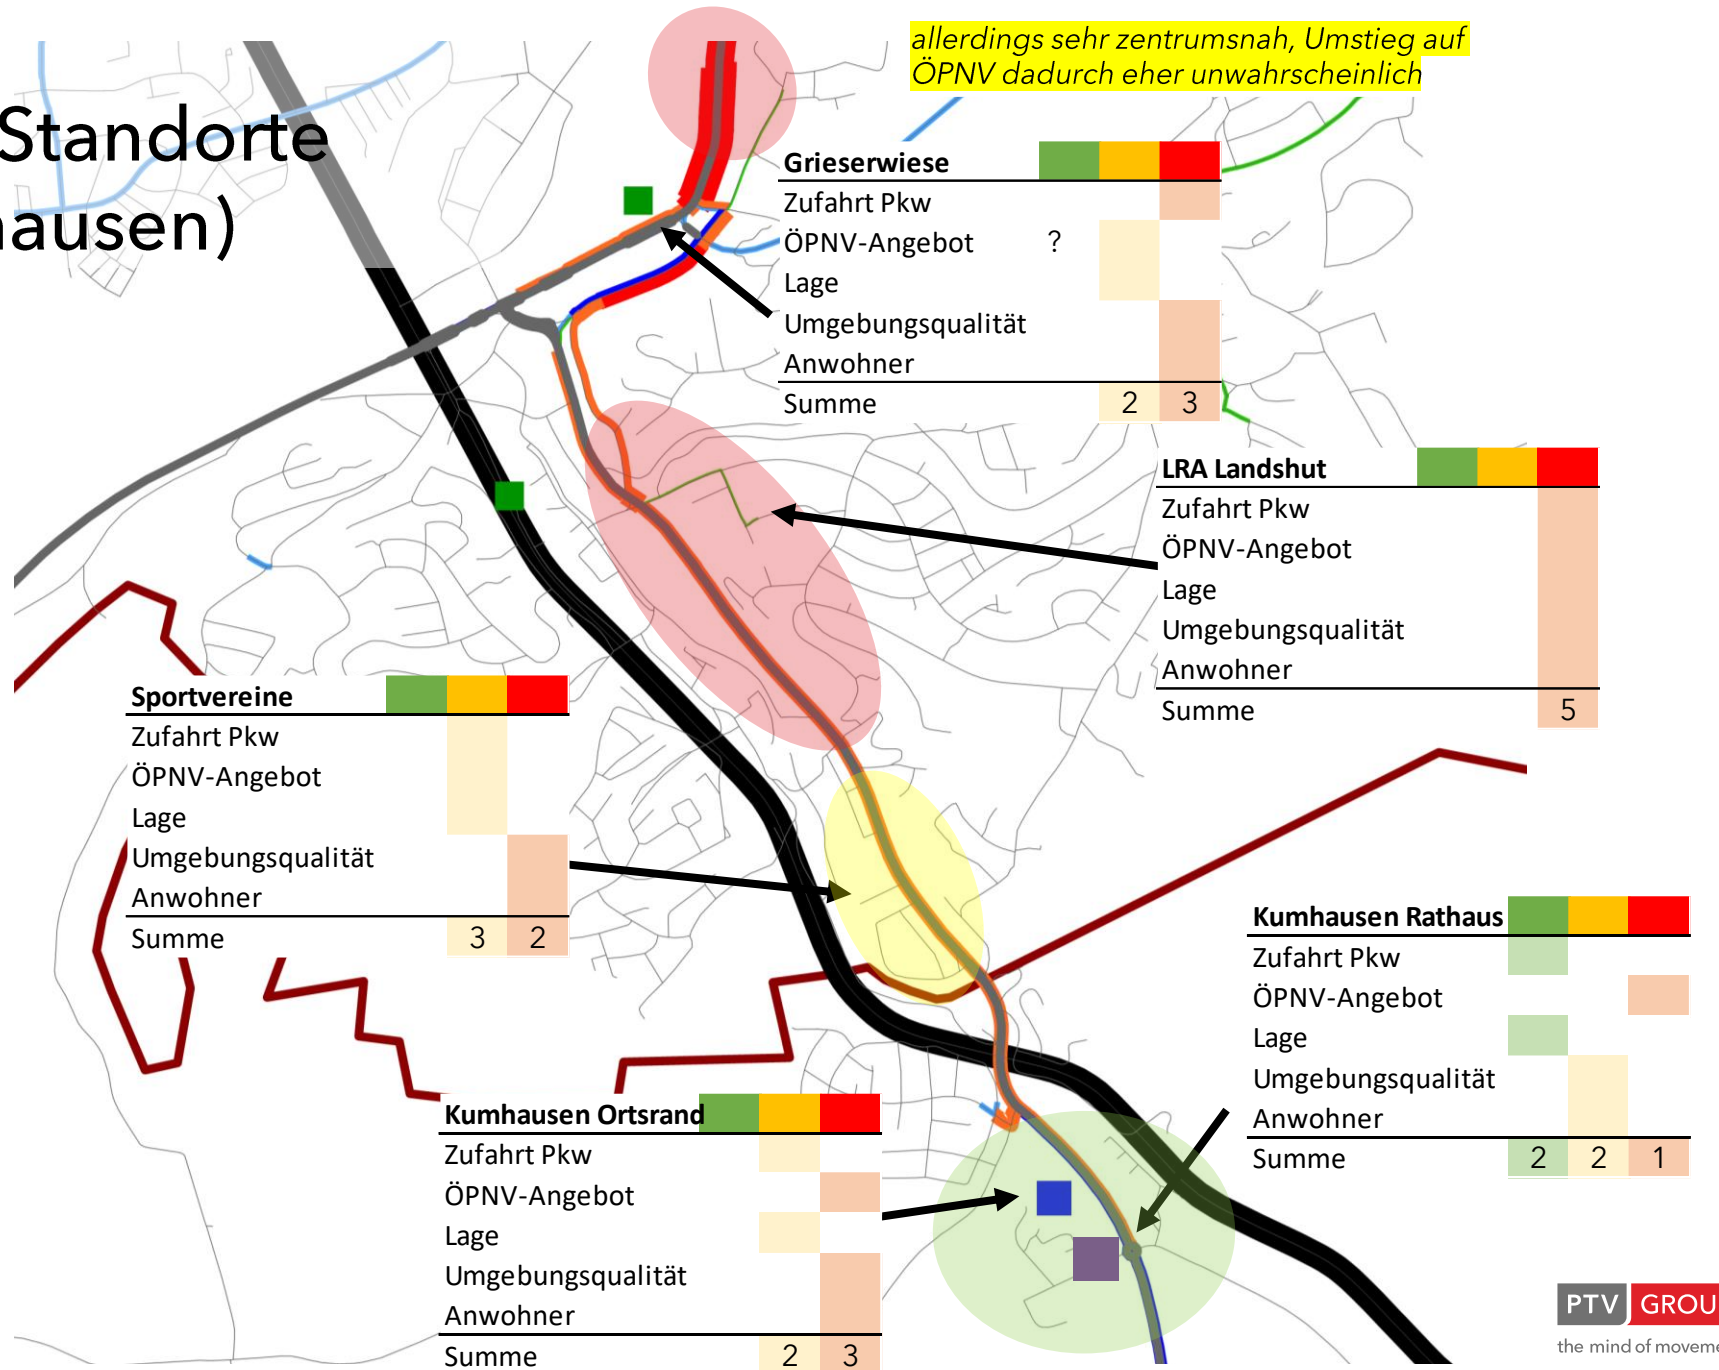 Standorte
hausen)
allerdings sehr zentrumsnah, Umstieg auf
ÖPNV dadurch eher unwahrscheinlich
Grieserwiese
Zufahrt Pkw
ÖPNV-Angebot ?
Lage
Umgebungsqualität
Anwohner
Summe 2 3
LRA Landshut
Zufahrt Pkw
ÖPNV-Angebot
Lage
Umgebungsqualität
Anwohner
Summe 5
Sportvereine
Zufahrt Pkw
ÖPNV-Angebot
Lage
Umgebungsqualität
Anwohner
Summe 3 2
Kumhausen Rathaus
Zufahrt Pkw
ÖPNV-Angebot
Lage
Umgebungsqualität
Anwohner
Summe 2 2 1
Kumhausen Ortsrand
Zufahrt Pkw
ÖPNV-Angebot
Lage
Umgebungsqualität
Anwohner
Summe 2 3
PTV GROU
the mind of moveme